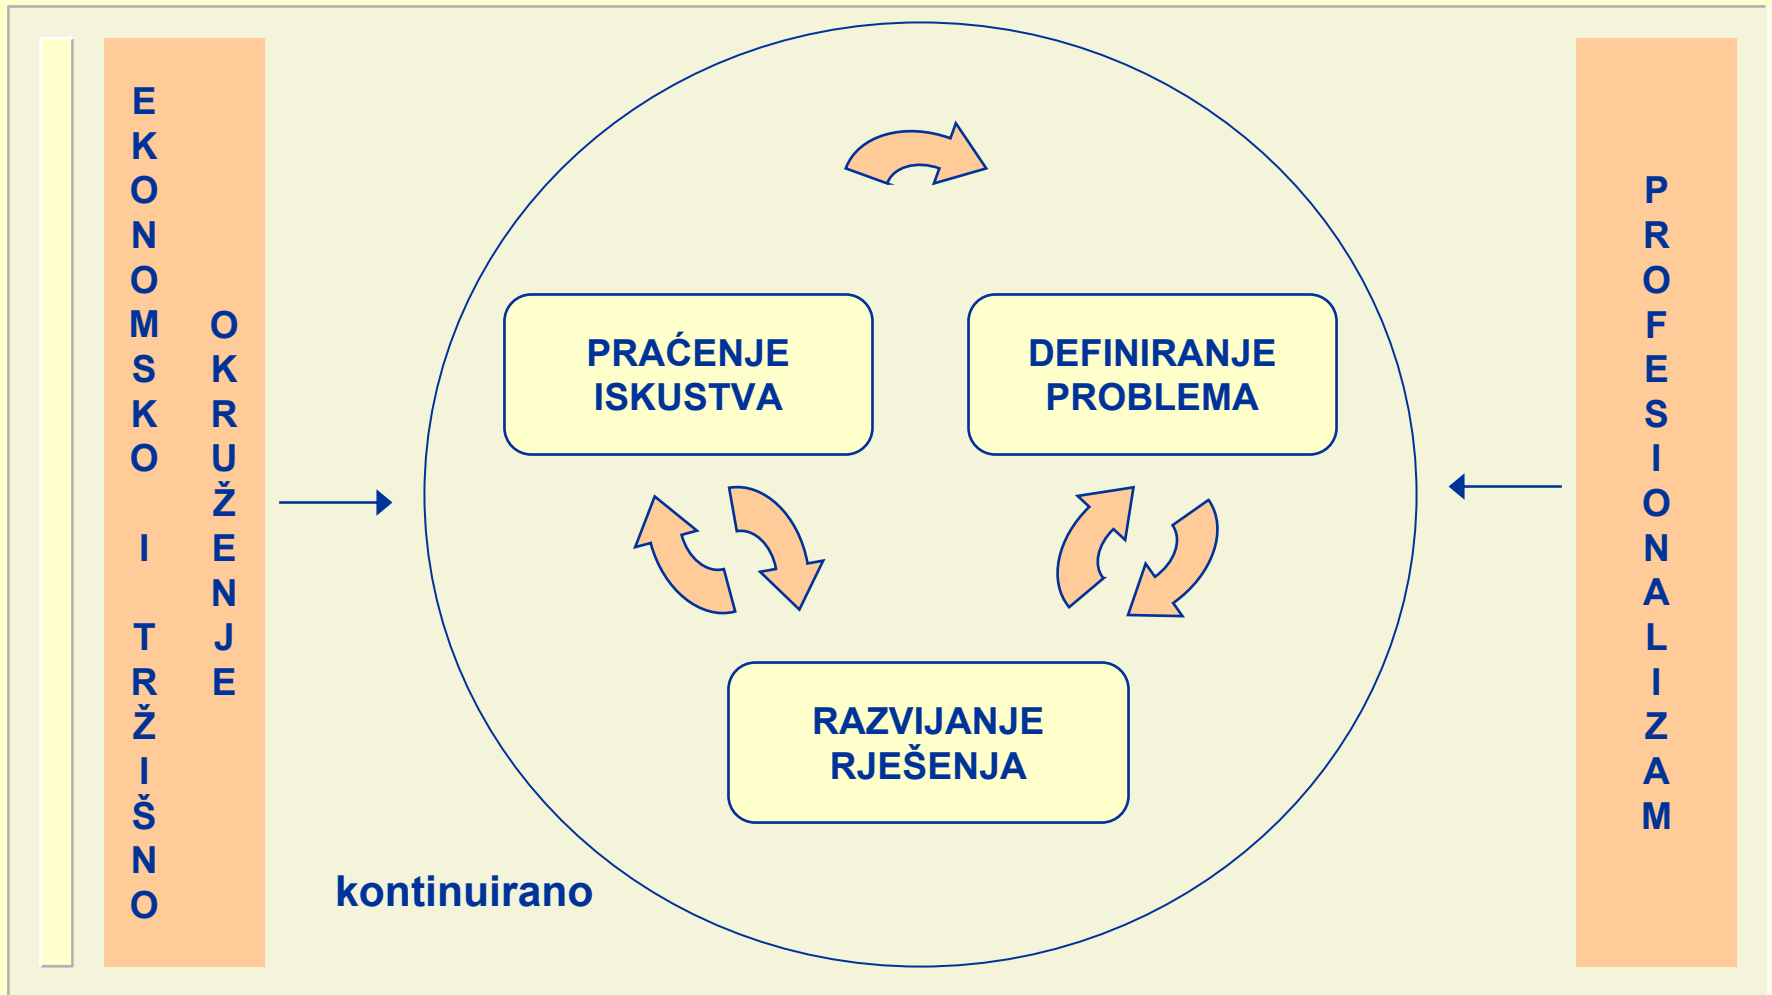 EKONOMSKO I TRŽIŠNO
OKRUŽENJE
PRAĆENJE
ISKUSTVA
DEFINIRANJE
PROBLEMA
RAZVIJANJE
RJEŠENJA
kontinuirano
PROFESIONALIZAM